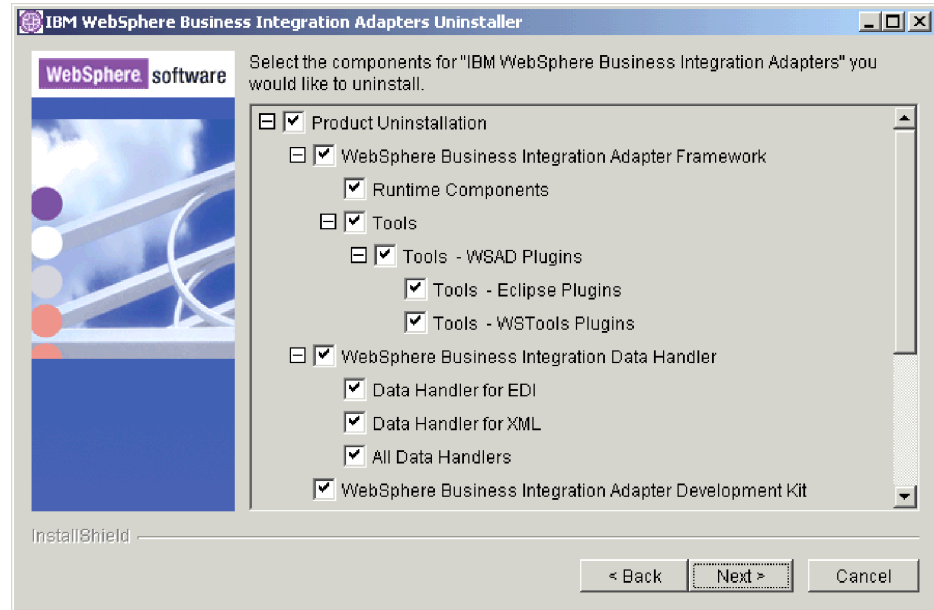 IBM WebSphere Business Integration Adapters Uninstaller
WebSphere software
Select the components for "IBM WebSphere Business Integration Adapters" you
would like to uninstall.
Product Uninstallation
WebSphere Business Integration Adapter Framework
Runtime Components
Tools
Tools - WSAD Plugins
Tools - Eclipse Plugins
Tools - WSTools Plugins
WebSphere Business Integration Data Handler
Data Handler for EDI
Data Handler for XML
All Data Handlers
WebSphere Business Integration Adapter Development Kit
InstallShield
< Back
Next >
Cancel